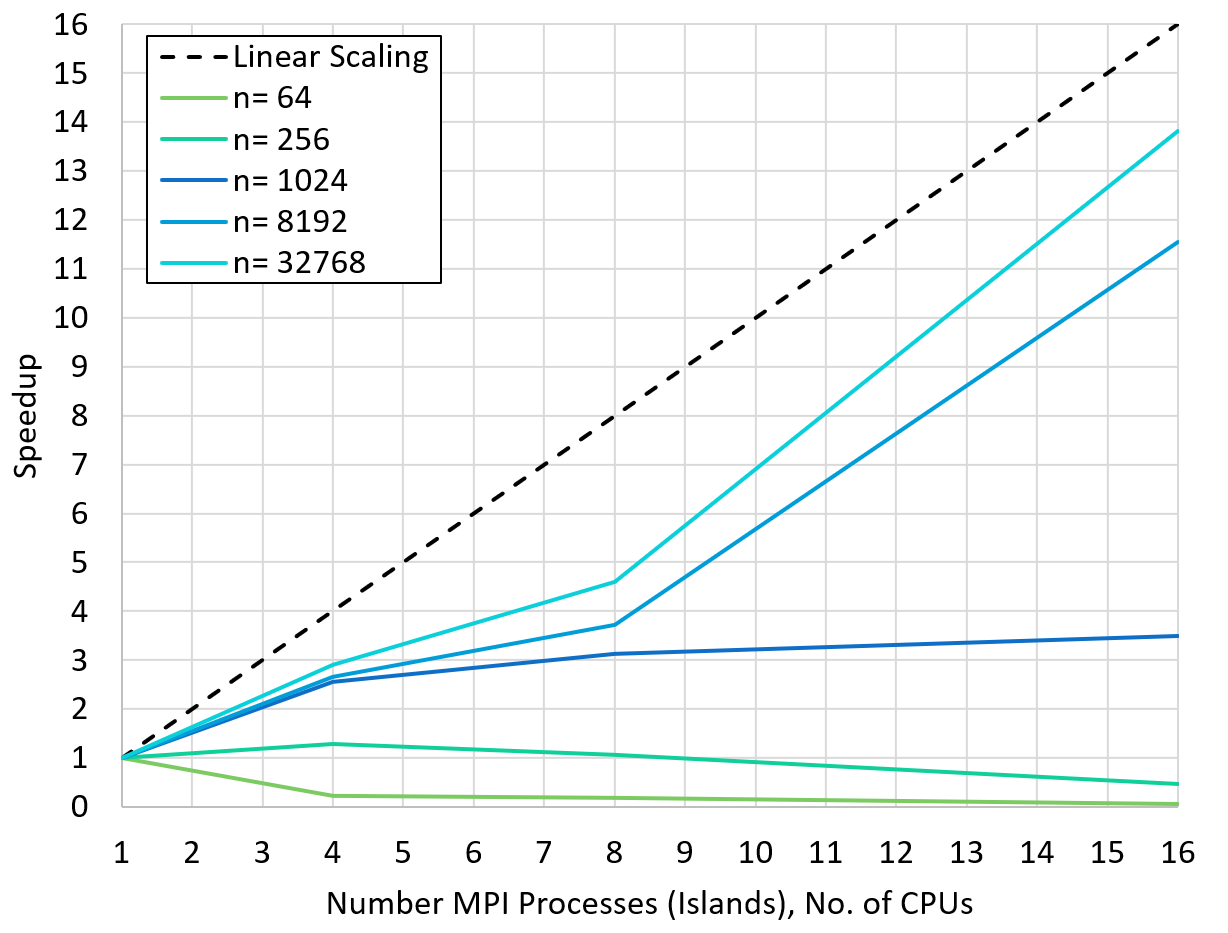 16
15
14
13
12
11
10
9
8
7
6
5
4
3
2
1
0
Speedup
Linear Scaling
n= 64
n= 256
n= 1024
n= 8192
n= 32768
1 2 3 4 5 6 7 8 9 10 11 12 13 14 15 16
Number MPI Processes (Islands), No. of CPUs